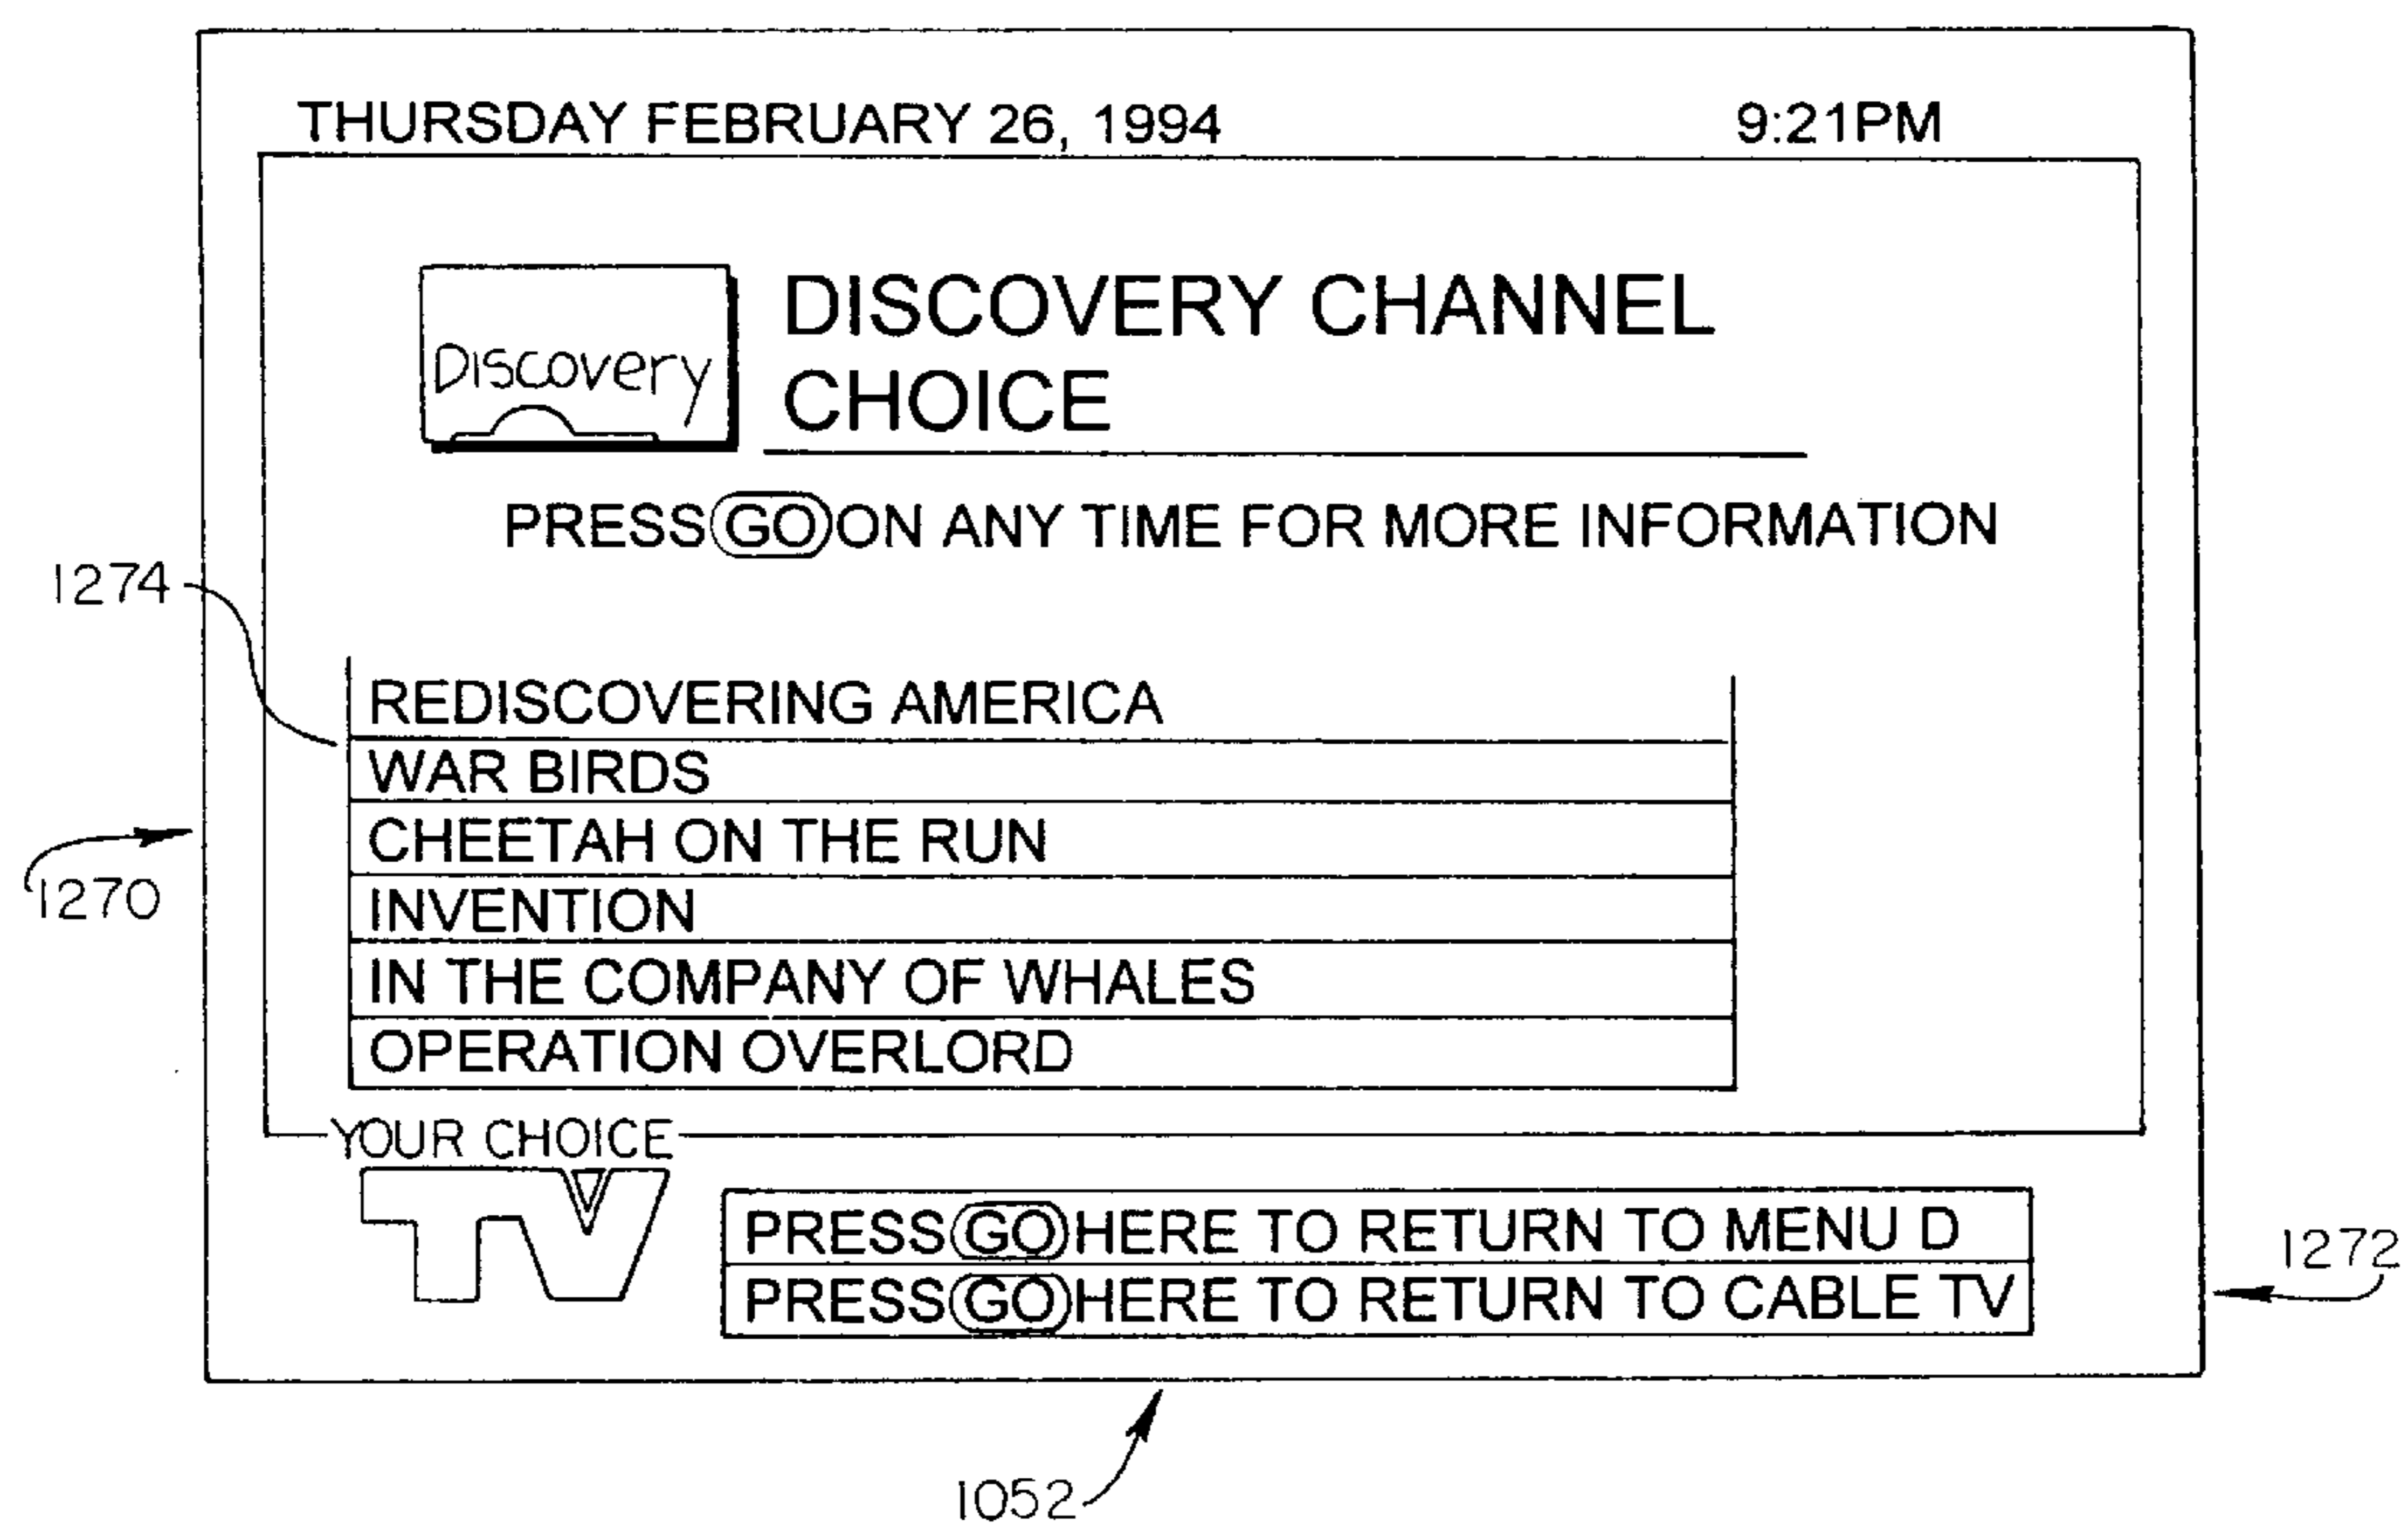 THURSDAY FEBRUARY 26, 1994 9:21PM
Discovery
DISCOVERY CHANNEL
CHOICE
PRESS GO ON ANY TIME FOR MORE INFORMATION
1274
REDISCOVERING AMERICA
WAR BIRDS
CHEETAH ON THE RUN
1270
INVENTION
IN THE COMPANY OF WHALES
OPERATION OVERLORD
YOUR CHOICE
TV
PRESS GO HERE TO RETURN TO MENU D
PRESS GO HERE TO RETURN TO CABLE TV
1272
1052